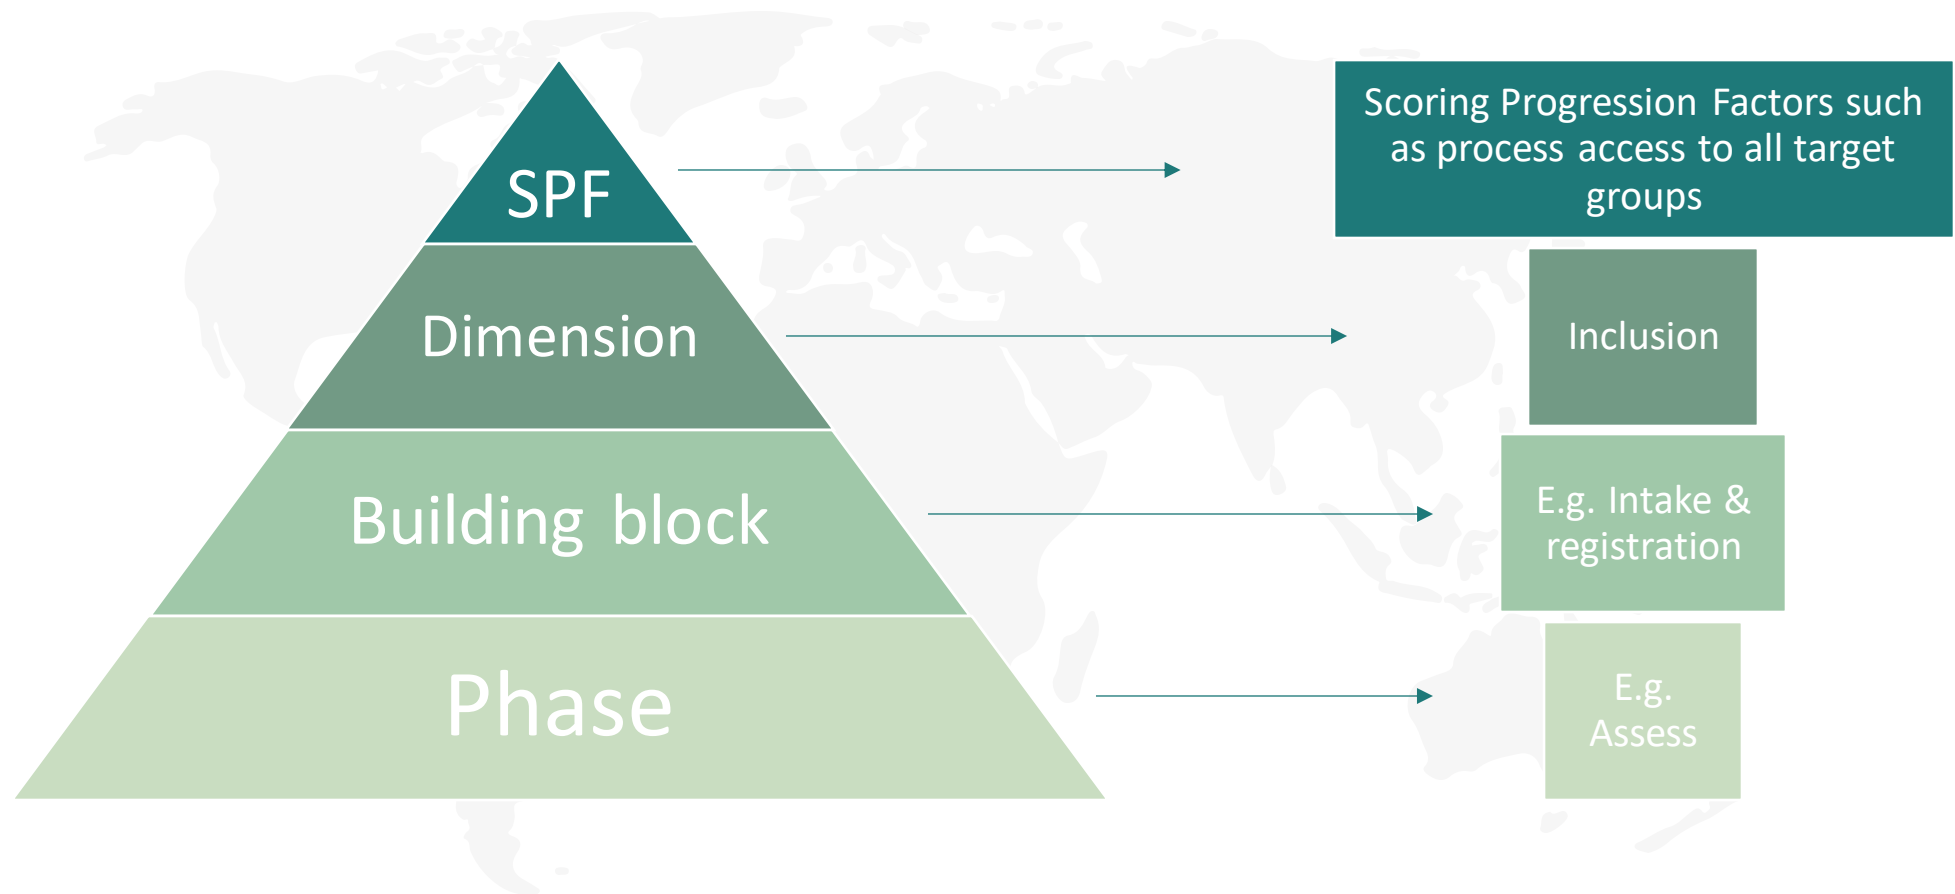 SPF
Scoring Progression Factors such
as process access to all target
groups
Dimension
Inclusion
Building block
E.g. Intake &
registration
Phase
E.g.
Assess